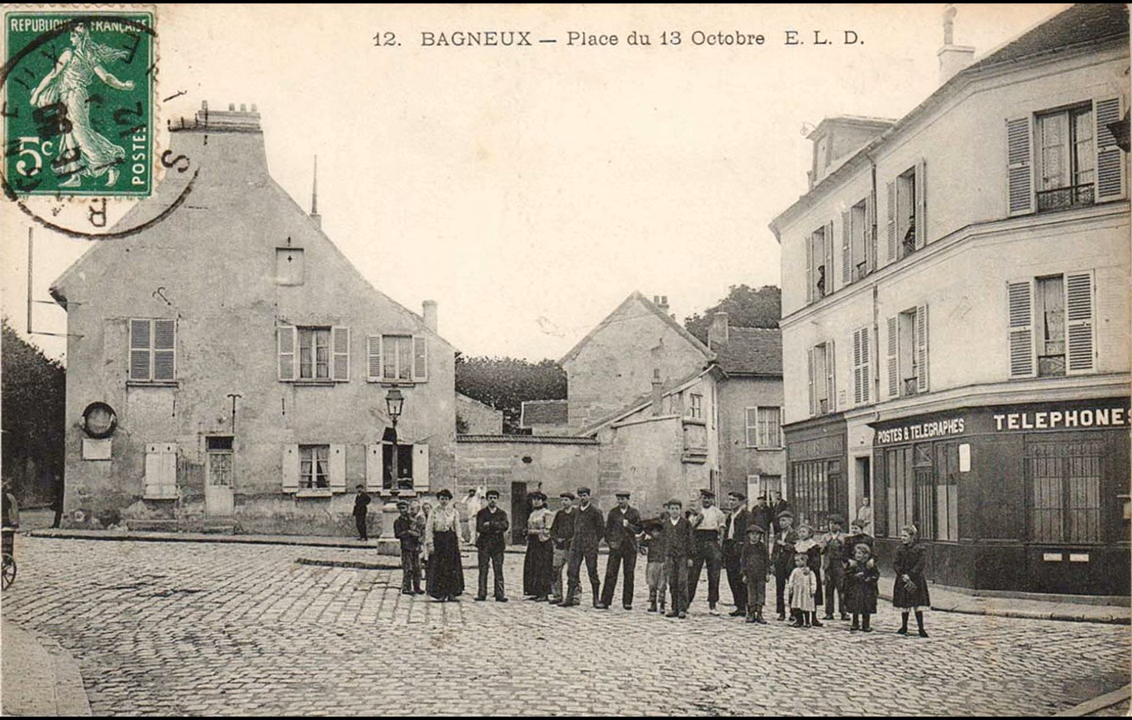 12. BAGNEUX — Place du 13 Octobre E. L. D.
REPUBLIQUE FRANÇAISE
5c
POSTES
POSTES & TELEGRAPHES
TELEPHONES